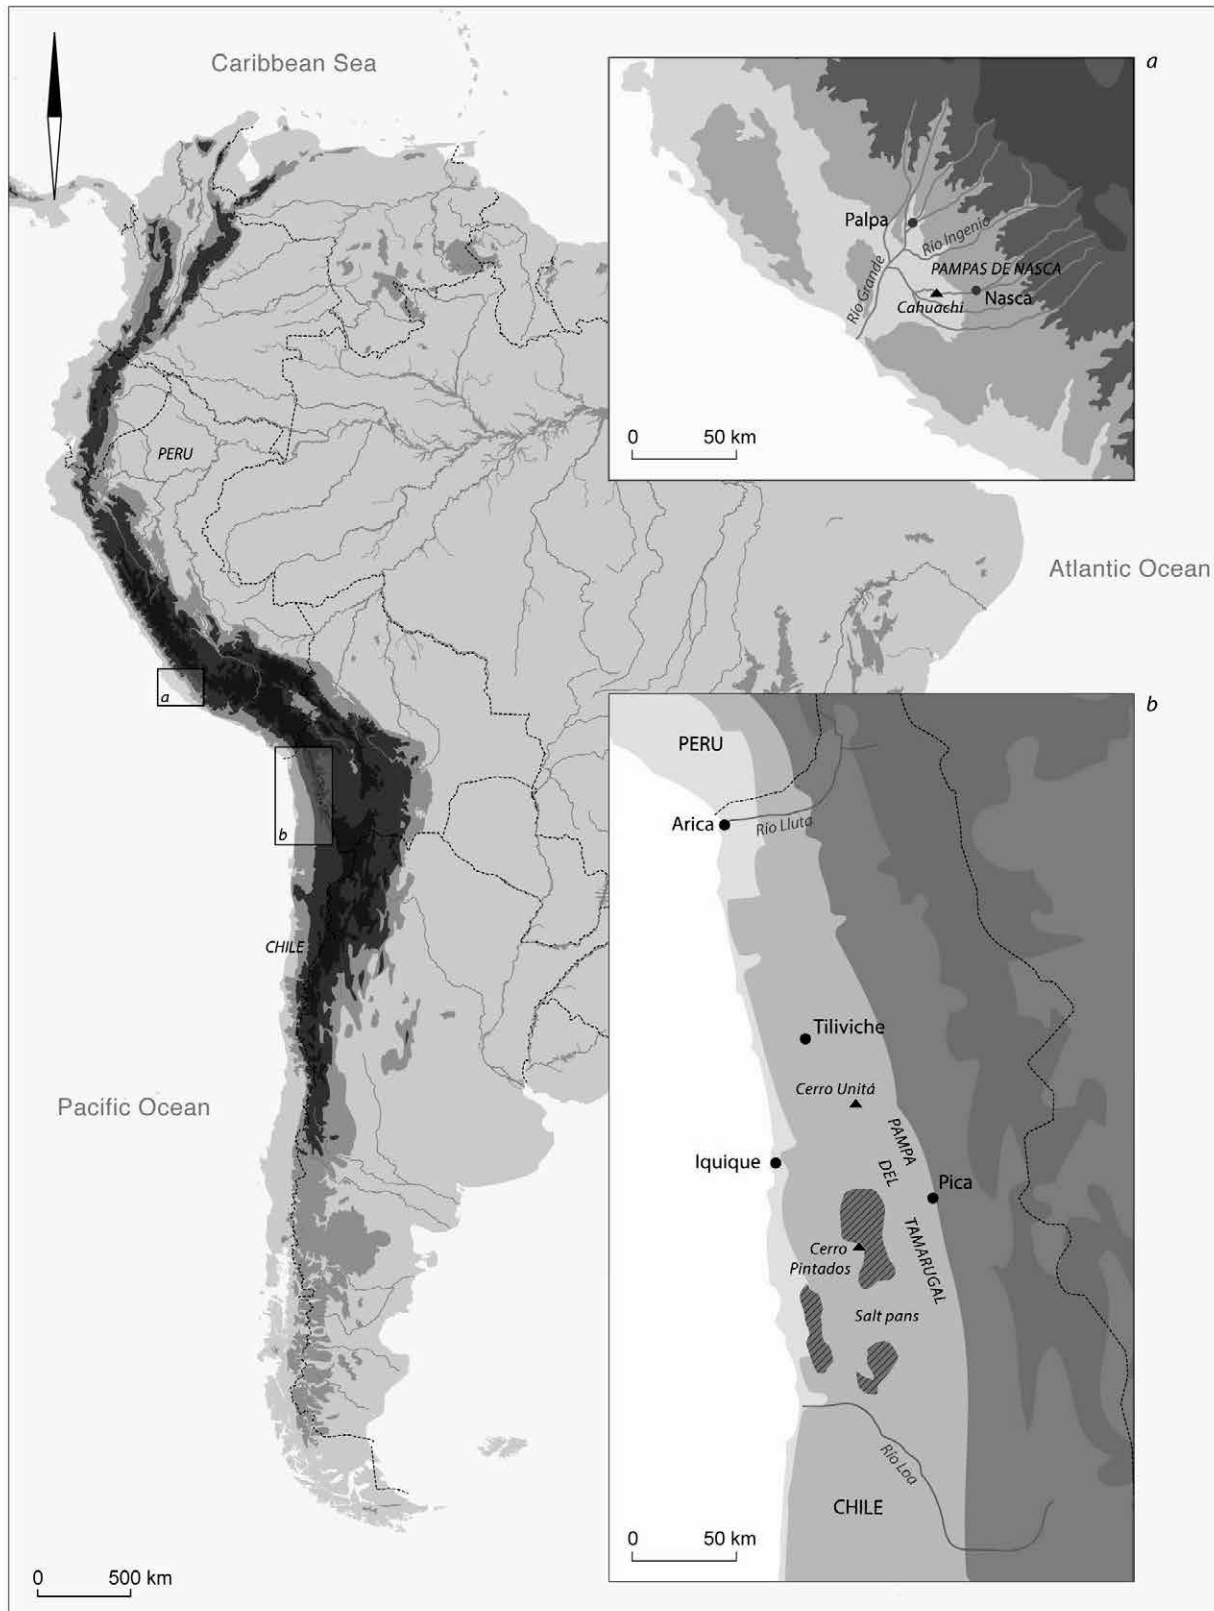 Caribbean Sea
a
Palpa
Río Ingenio
Río Grande
PAMPAS DE NASCA
Cahuachi
Nasca
0 50 km
PERU
Atlantic Ocean
a
b
b
PERU
Arica
Río Lluta
CHILE
Tiliviche
Cerro Unitá
Pacific Ocean
PAMPA
DEL
TAMARUGAL
Iquique
Pica
Cerro
Pintados
Salt pans
Río Loa
CHILE
0 50 km
0 500 km